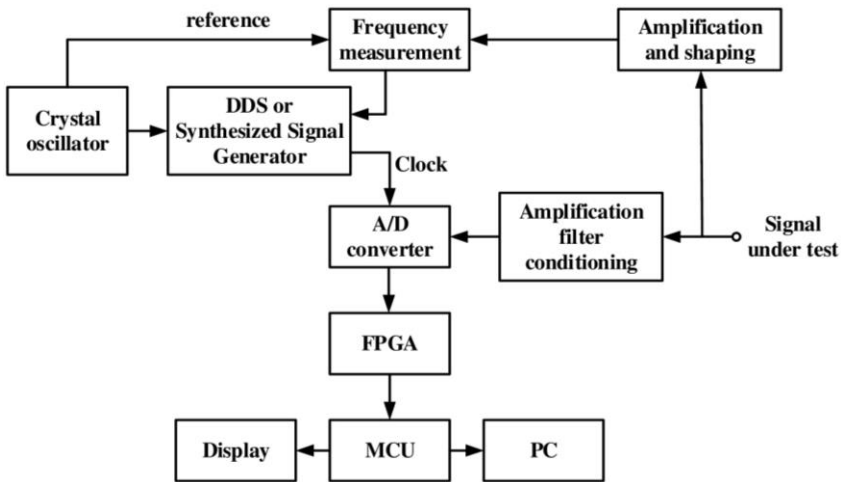 reference
Frequency
measurement
Amplification
and shaping
Crystal
oscillator
DDS or
Synthesized Signal
Generator
Clock
A/D
converter
Amplification
filter
conditioning
Signal
under test
FPGA
Display
MCU
PC